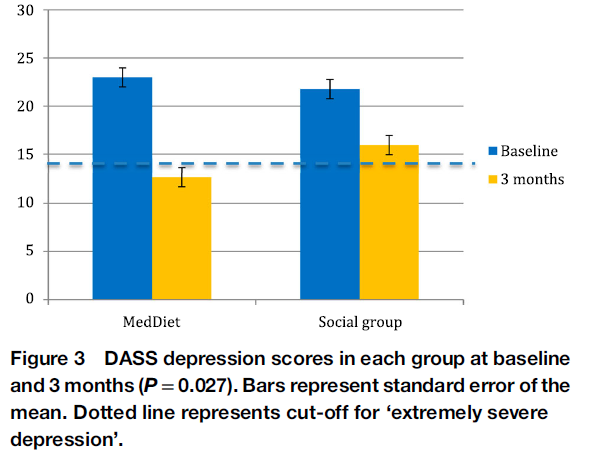 30
25
20
15
10
5
0
MedDiet
Social group
Baseline
3 months
Figure 3 DASS depression scores in each group at baseline
and 3 months (P = 0.027). Bars represent standard error of the
mean. Dotted line represents cut-off for ‘extremely severe
depression’.